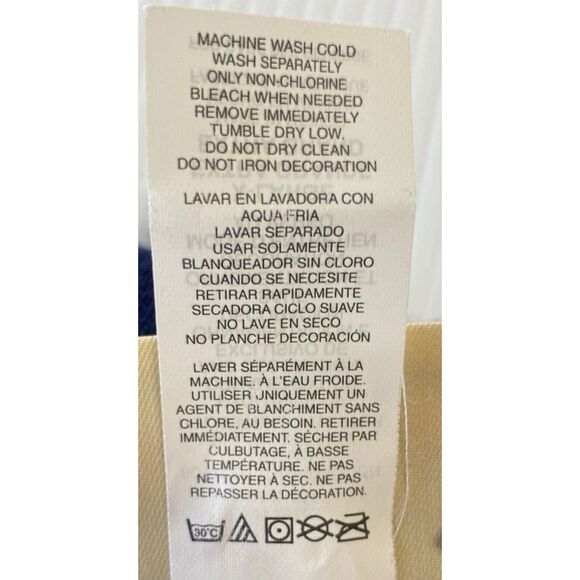 MACHINE WASH COLD
WASH SEPARATELY
ONLY NON-CHLORINE
BLEACH WHEN NEEDED
REMOVE IMMEDIATELY
TUMBLE DRY LOW.
DO NOT DRY CLEAN
DO NOT IRON DECORATION
LAVAR EN LAVADORA CON
AQUA FRIA
LAVAR SEPARADO
USAR SOLAMENTE
BLANQUEADOR SIN CLORO
CUANDO SE NECESITE
RETIRAR RAPIDAMENTE
SECADORA CICLO SUAVE
NO LAVE EN SECO
NO PLANCHE DECORACIÓN
LAVER SÉPARÉMENT À LA
MACHINE. À L'EAU FROIDE.
UTILISER UNIQUEMENT UN
AGENT DE BLANCHIMENT SANS
CHLORE, AU BESOIN. RETIRER
IMMÉDIATEMENT. SÉCHER PAR
CULBUTAGE, À BASSE
TEMPÉRATURE. NE PAS
NETTOYER À SEC. NE PAS
REPASSER LA DÉCORATION.
30°C